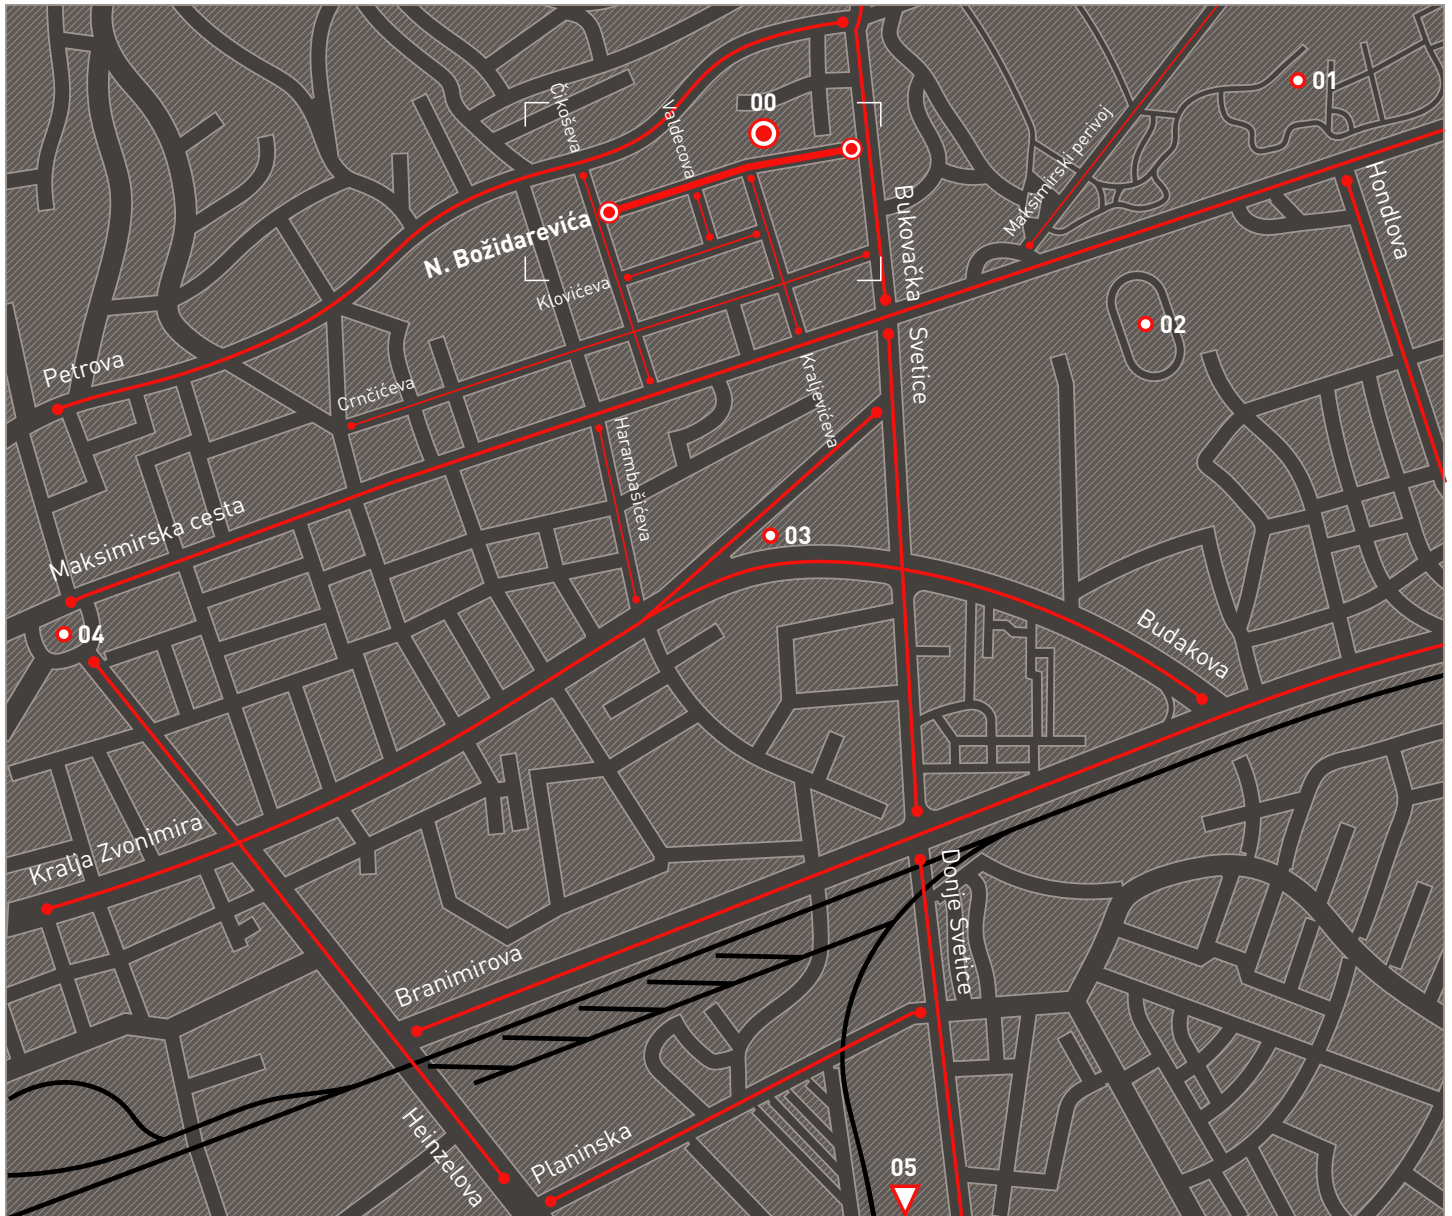 01
00
Čikoševa
Valdecova
Maksimirski perivoj
Hondlova
Bukovačka
N. Božidarevića
Klovićeva
02
Svetice
Petrova
Crnčićeva
Kraljevićeva
Harambašićeva
Maksimirska cesta
03
04
Budakova
Kralja Zvonimira
Donje Svetice
Branimirova
Heinzelova
Planinska
05